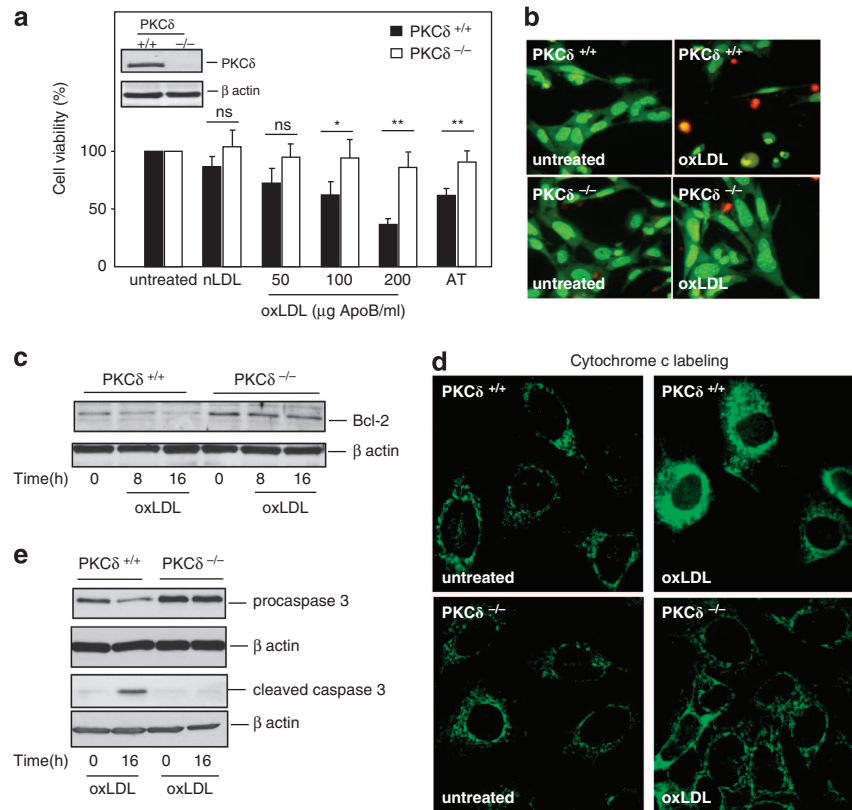 a
PKCδ
+/+ −/−
PKCδ
β actin
PKCδ +/+
PKCδ −/−
Cell viability (%)
100
50
0
ns
ns
*
**
**
untreated nLDL 50 100 200 AT
oxLDL (μg ApoB/ml)
b
PKCδ +/+
untreated
PKCδ +/+
oxLDL
PKCδ −/−
untreated
PKCδ −/−
oxLDL
c
PKCδ +/+ PKCδ −/−
Bcl-2
β actin
Time(h) 0 8 16 0 8 16
oxLDL oxLDL
d
Cytochrome c labeling
PKCδ +/+
untreated
PKCδ +/+
oxLDL
PKCδ −/−
untreated
PKCδ −/−
oxLDL
e
PKCδ +/+ PKCδ −/−
procaspase 3
β actin
cleaved caspase 3
β actin
Time(h) 0 16 0 16
oxLDL oxLDL